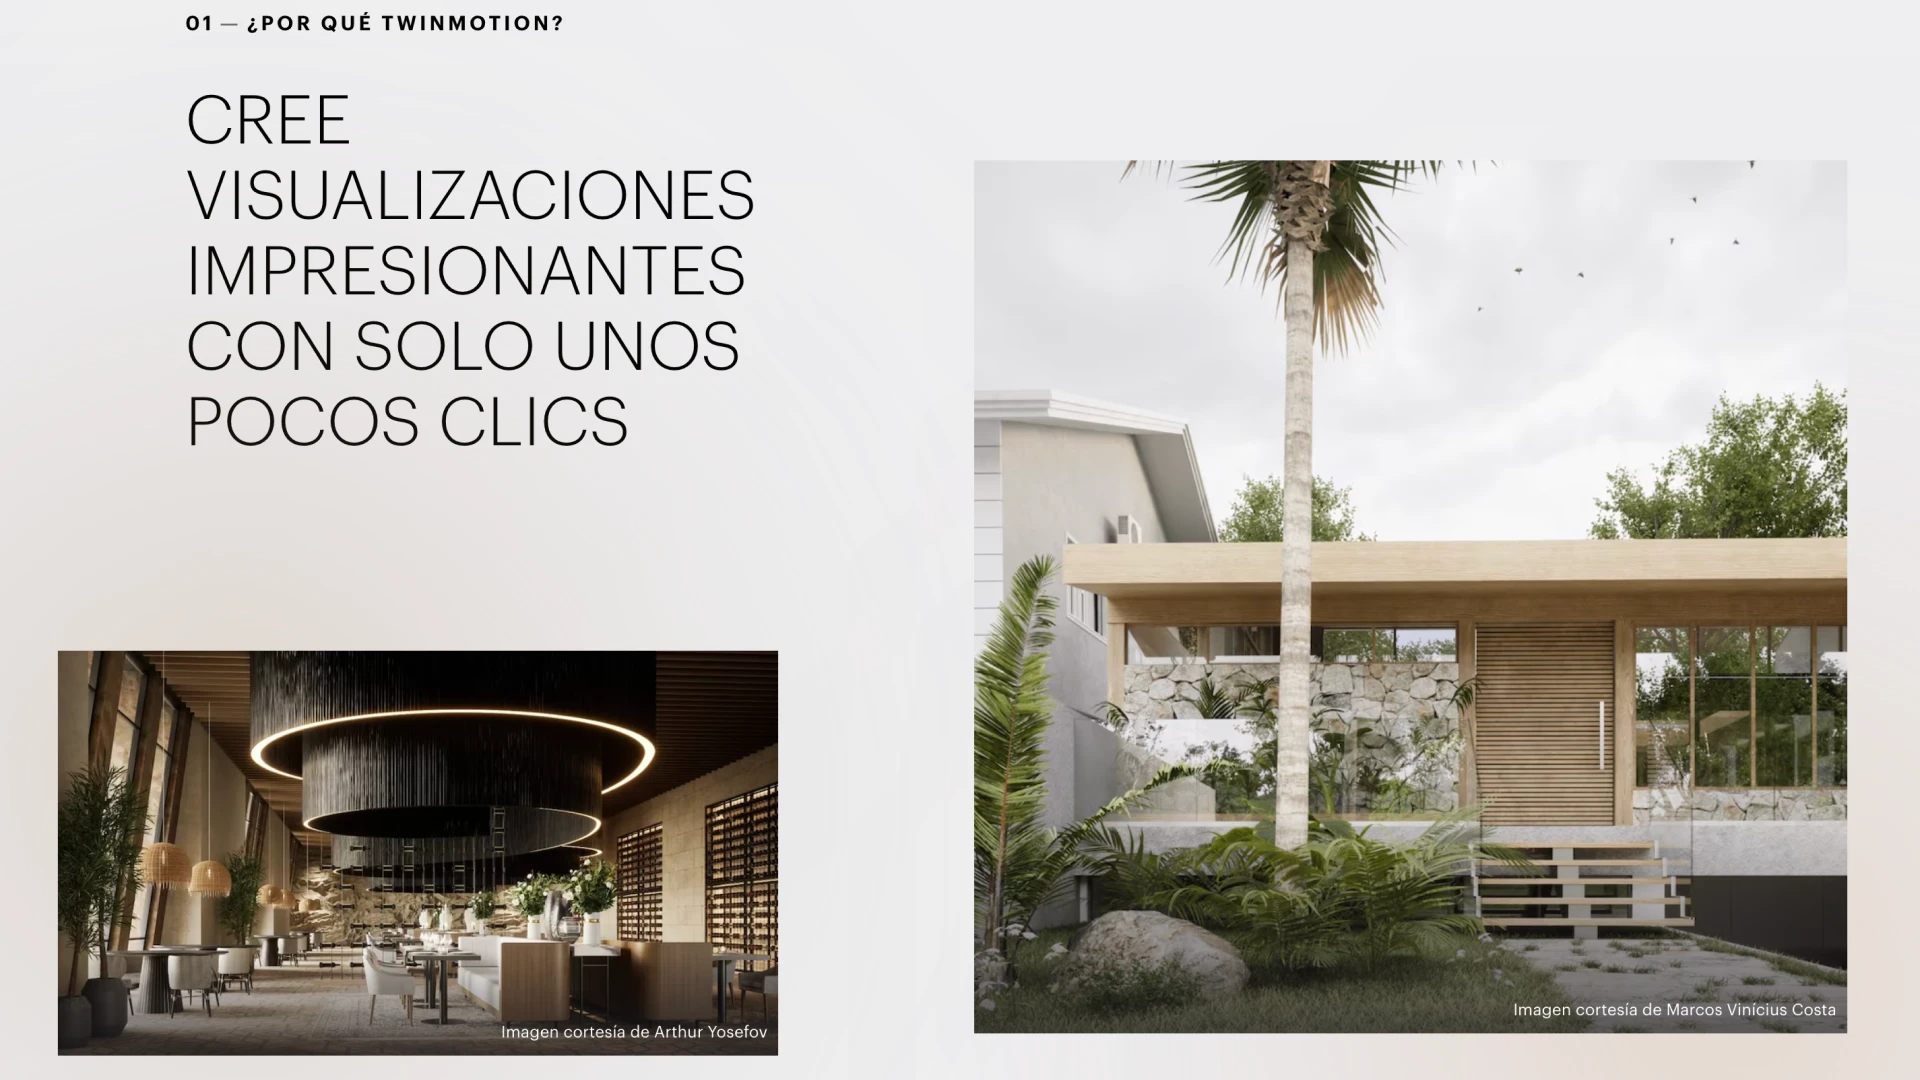 01 — ¿POR QUÉ TWINMOTION?
CREE
VISUALIZACIONES
IMPRESIONANTES
CON SOLO UNOS
POCOS CLICS
Imagen cortesía de Arthur Yosefov
Imagen cortesía de Marcos Vinícius Costa